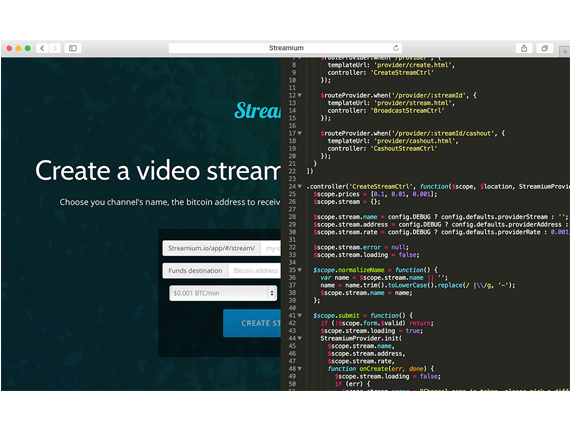 Streamium
Strea
Create a video stream
Choose you channel's name, the bitcoin address to receiv
Streamium.io/app/#/stream/
Funds destination Bitcoin address
$0.001 BTC/min
CREATE ST
7 $routeProvider.when('/provider', {
8 templateUrl: 'provider/create.html',
9 controller: 'CreateStreamCtrl'
10 });
11
12 $routeProvider.when('/provider/:streamId', {
13 templateUrl: 'provider/stream.html',
14 controller: 'BroadcastStreamCtrl'
15 });
16
17 $routeProvider.when('/provider/:streamId/cashout', {
18 templateUrl: 'provider/cashout.html',
19 controller: 'CashoutStreamCtrl'
20 });
21 }
22 ])
23
24 .controller('CreateStreamCtrl', function($scope, $location, StreamiumProvi
25 $scope.prices = [0.1, 0.01, 0.001];
26 $scope.stream = {};
27
28 $scope.stream.name = config.DEBUG ? config.defaults.providerStream : '';
29 $scope.stream.address = config.DEBUG ? config.defaults.providerAddress :
30 $scope.stream.rate = config.DEBUG ? config.defaults.providerRate : 0.001
31
32 $scope.stream.error = null;
33 $scope.stream.loading = false;
34
35 $scope.normalizeName = function() {
36 var name = $scope.stream.name || '';
37 name = name.trim().toLowerCase().replace(/ |\\/g, '-');
38 $scope.stream.name = name;
39 };
40
41 $scope.submit = function() {
42 if (!$scope.form.$valid) return;
43 $scope.stream.loading = true;
44 StreamiumProvider.init(
45 $scope.stream.name,
46 $scope.stream.address,
47 $scope.stream.rate,
48 function onCreate(err, done) {
49 $scope.stream.loading = false;
50 if (err) {